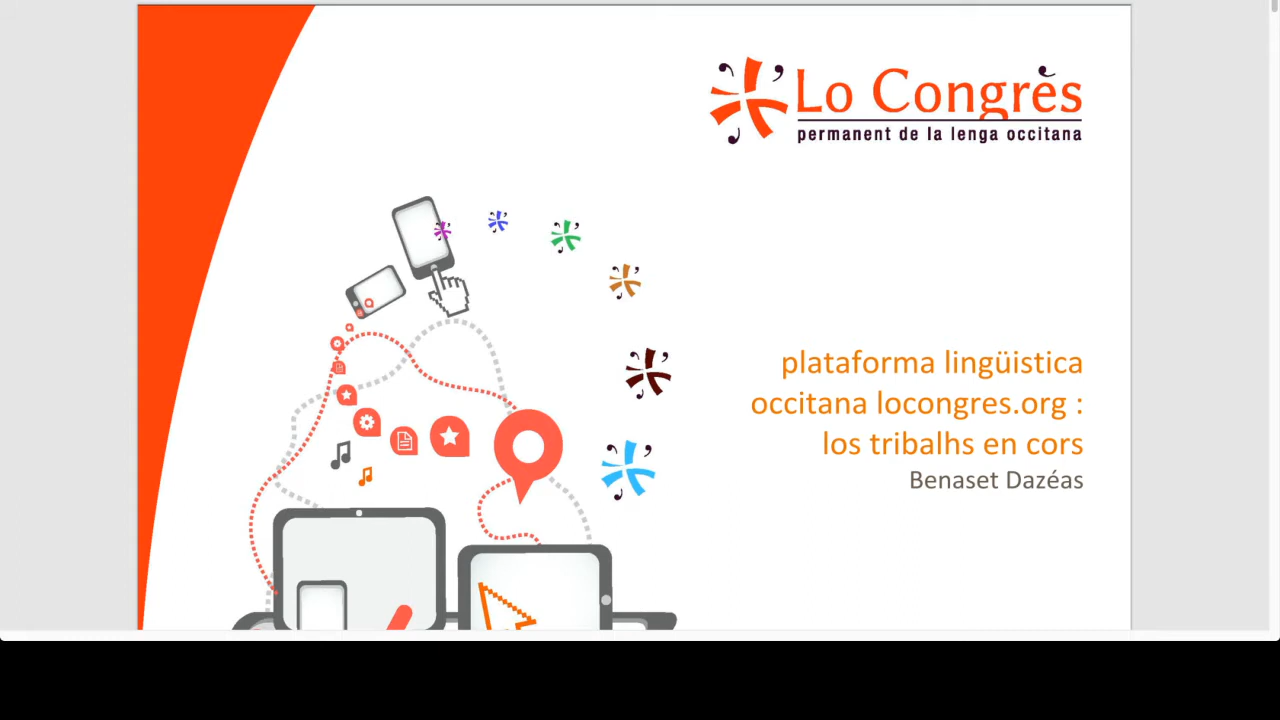 Lo Congrès
permanent de la lenga occitana
plataforma lingüistica
occitana locongres.org :
los tribalhs en cors
Benaset Dazéas